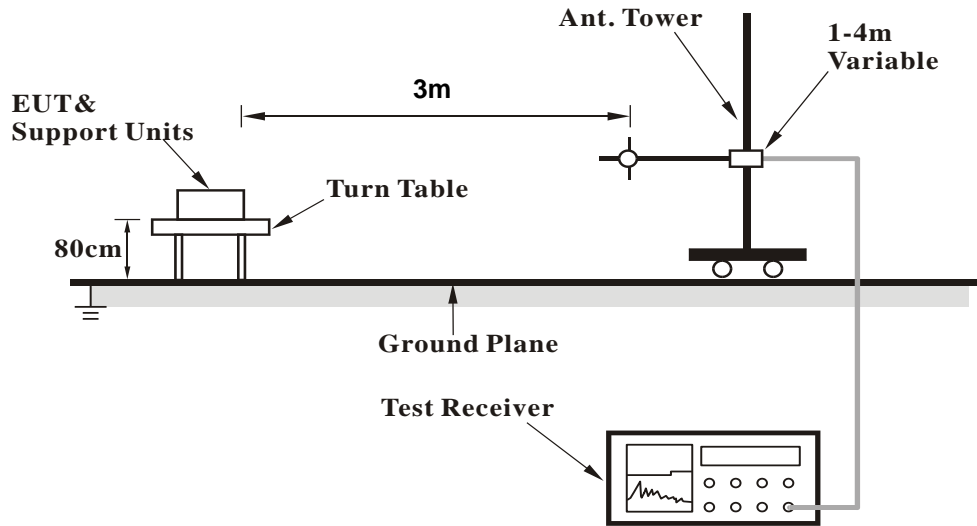 Ant. Tower
1-4m
Variable
3m
EUT&
Support Units
Turn Table
80cm
Ground Plane
Test Receiver